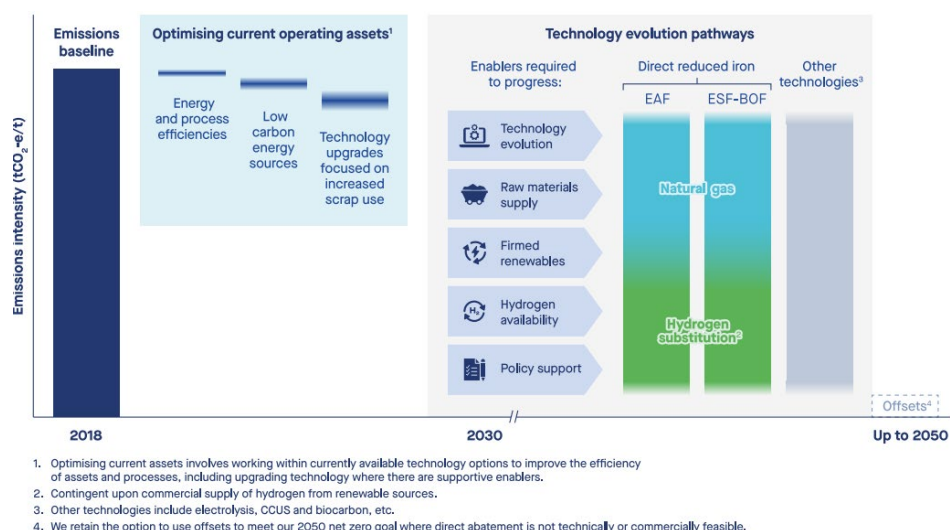 Emissions
baseline
Optimising current operating assets¹
Energy
and process
efficiencies
Low
carbon
energy
sources
Technology
upgrades
focused on
increased
scrap use
Technology evolution pathways
Enablers required
to progress:
Direct reduced iron
Other
technologies³
EAF
ESF-BOF
Technology
evolution
Raw materials
supply
Firmed
renewables
H₂
Hydrogen
availability
Policy support
Natural gas
Hydrogen
substitution²
Offsets⁴
Emissions intensity (tCO₂-e/t)
2018
2030
Up to 2050
1. Optimising current assets involves working within currently available technology options to improve the efficiency
of assets and processes, including upgrading technology where there are supportive enablers.
2. Contingent upon commercial supply of hydrogen from renewable sources.
3. Other technologies include electrolysis, CCUS and biocarbon, etc.
4. We retain the option to use offsets to meet our 2050 net zero goal where direct abatement is not technically or commercially feasible.